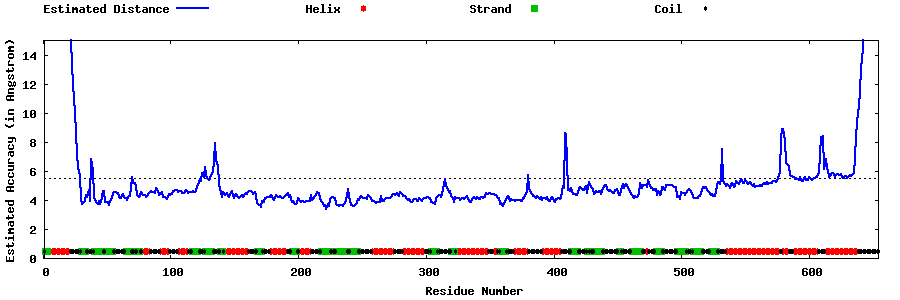 Estimated Distance Helix Strand Coil
Estimated Accuracy (in Angstrom)
14
12
10
8
6
4
2
0
0 100 200 300 400 500 600
Residue Number